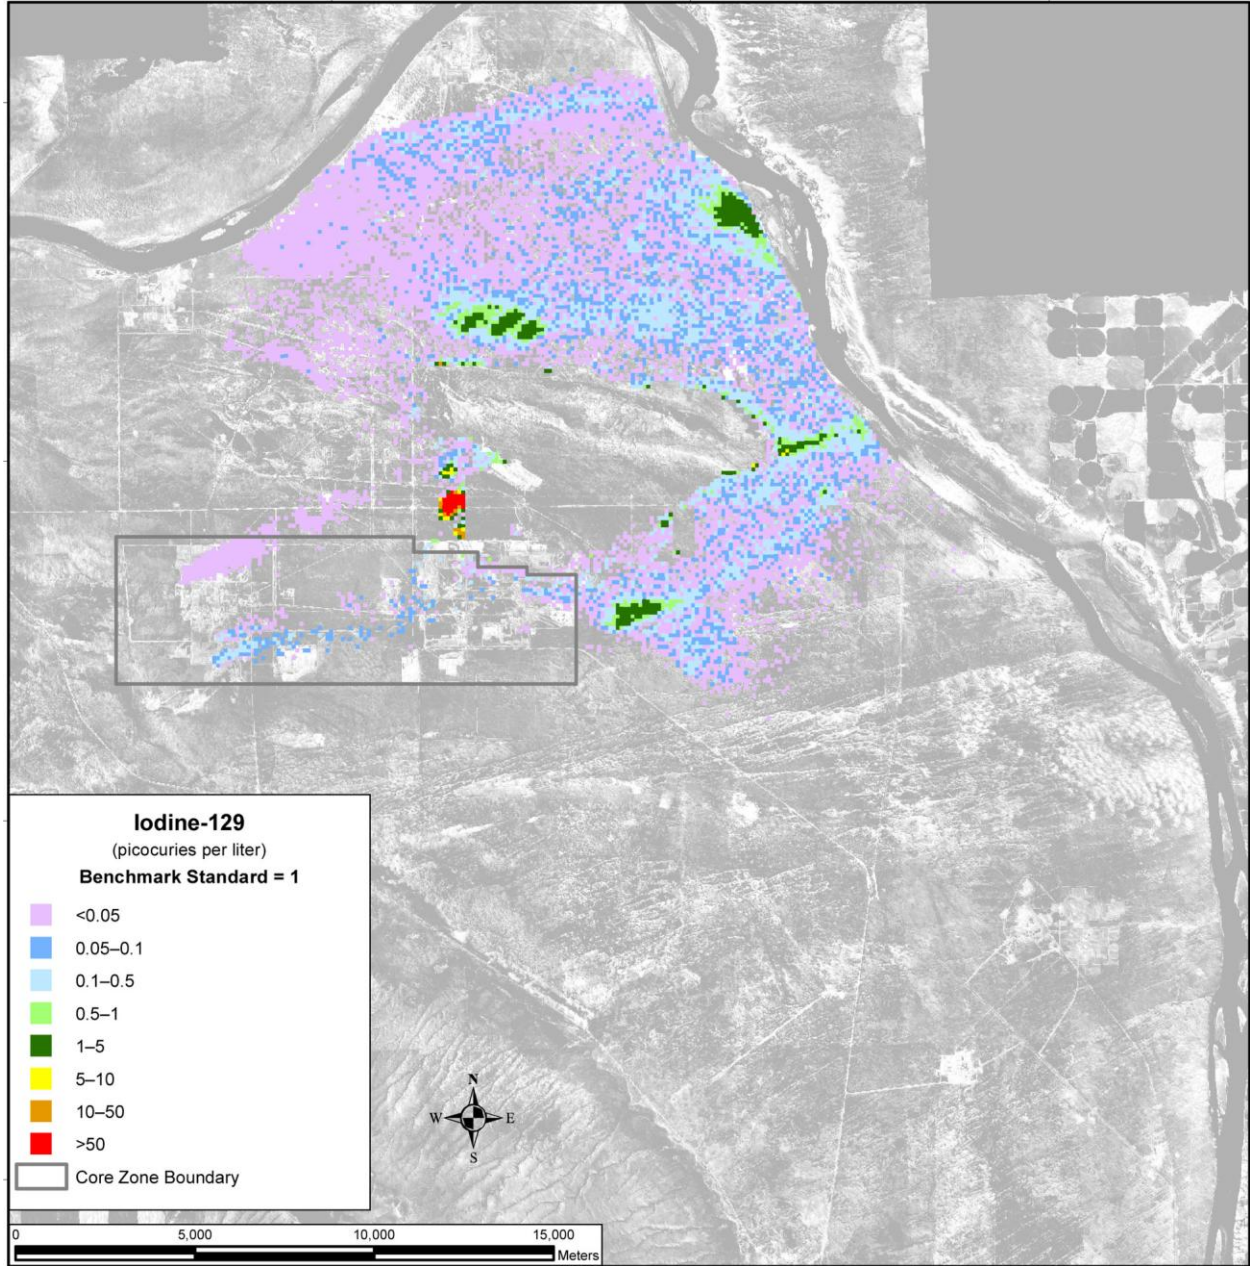 Iodine-129
(picocuries per liter)
Benchmark Standard = 1
<0.05
0.05–0.1
0.1–0.5
0.5–1
1–5
5–10
10–50
>50
Core Zone Boundary
N
W E
S
0 5,000 10,000 15,000
Meters